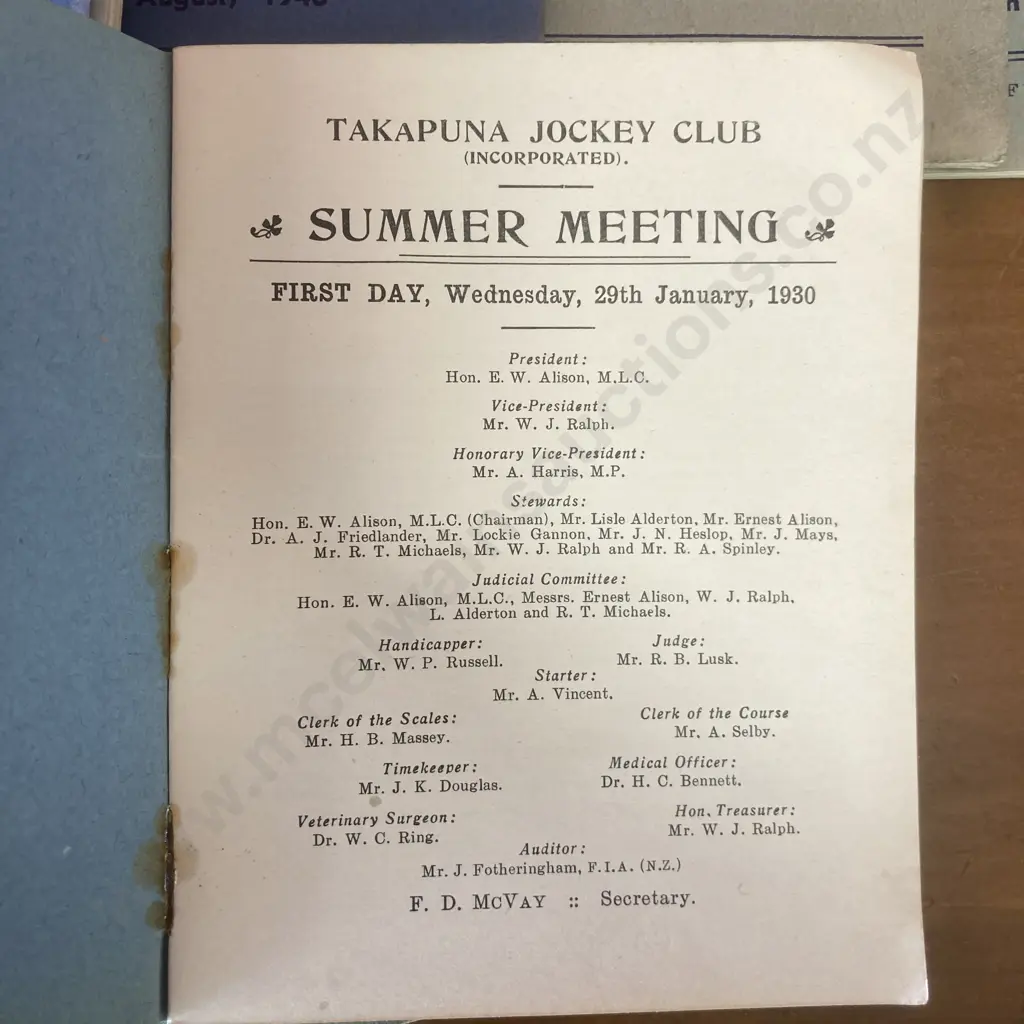 August, 1948
TAKAPUNA JOCKEY CLUB
(INCORPORATED).
SUMMER MEETING
FIRST DAY, Wednesday, 29th January, 1930
President:
Hon. E. W. Alison, M.L.C.
Vice-President:
Mr. W. J. Ralph.
Honorary Vice-President:
Mr. A. Harris, M.P.
Stewards:
Hon. E. W. Alison, M.L.C. (Chairman), Mr. Lisle Alderton, Mr. Ernest Alison,
Dr. A. J. Friedlander, Mr. Lockie Gannon, Mr. J. N. Heslop, Mr. J. Mays,
Mr. R. T. Michaels, Mr. W. J. Ralph and Mr. R. A. Spinley.
Judicial Committee:
Hon. E. W. Alison, M.L.C., Messrs. Ernest Alison, W. J. Ralph,
L. Alderton and R. T. Michaels.
Handicapper: Judge:
Mr. W. P. Russell. Mr. R. B. Lusk.
Starter:
Mr. A. Vincent.
Clerk of the Scales: Clerk of the Course
Mr. H. B. Massey. Mr. A. Selby.
Timekeeper: Medical Officer:
Mr. J. K. Douglas. Dr. H. C. Bennett.
Veterinary Surgeon: Hon. Treasurer:
Dr. W. C. Ring. Mr. W. J. Ralph.
Auditor:
Mr. J. Fotheringham, F.I.A. (N.Z.)
F. D. McVAY :: Secretary.
www.mcelwainsauctions.co.nz